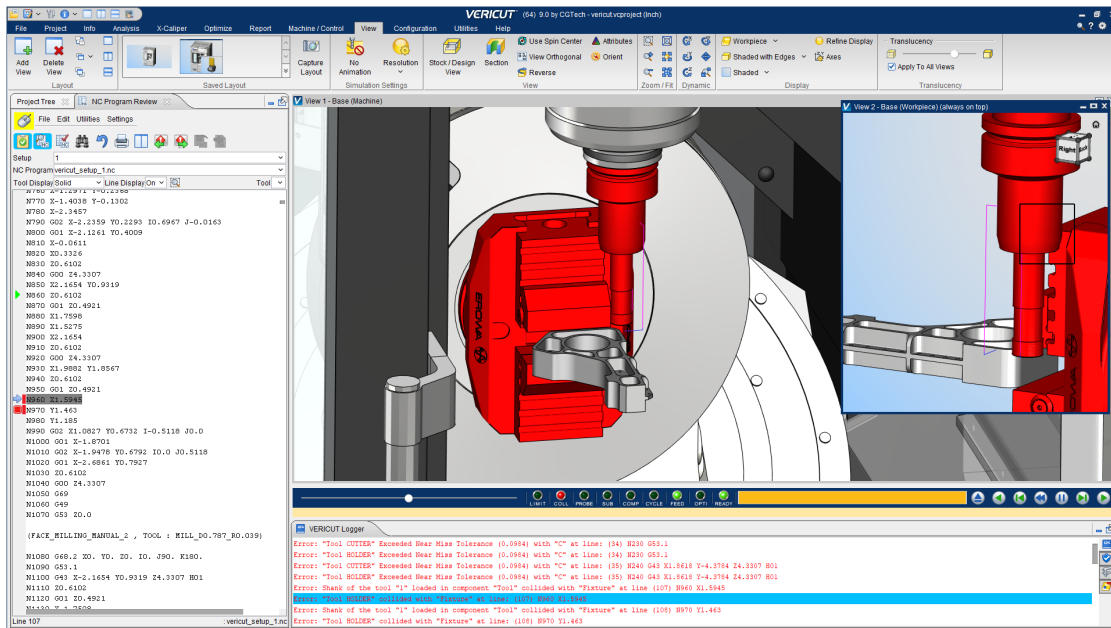 VERICUT (64) 9.0 by CGTech - vericut.vcproject (Inch)
File Project Info Analysis X-Caliper Optimize Report Machine / Control View Configuration Utilities Help
Add View
Delete View
Layout
Saved Layout
Capture Layout
No Animation
Resolution
Simulation Settings
Stock / Design View
Section
Use Spin Center
View Orthogonal
Reverse
Attributes
Orient
View
Zoom / Fit
Dynamic
Workpiece
Shaded with Edges
Shaded
Refine Display
Axes
Display
Translucency
Apply To All Views
Translucency
Project Tree
NC Program Review
File Edit Utilities Settings
Setup 1
NC Program vericut_setup_1.nc
Tool Display Solid Line Display On Tool
N760 X-1.2971 Y-0.2368
N770 X-1.4038 Y-0.1302
N780 X-2.3457
N790 G02 X-2.2359 Y0.2293 I0.6967 J-0.0163
N800 G01 X-2.1261 Y0.4009
N810 X-0.0611
N820 X0.3326
N830 Z0.6102
N840 G00 Z4.3307
N850 X2.1654 Y0.9319
N860 Z0.6102
N870 G01 Z0.4921
N880 X1.7598
N890 X1.5275
N900 X2.1654
N910 Z0.6102
N920 G00 Z4.3307
N930 X1.9882 Y1.8567
N940 Z0.6102
N950 G01 Z0.4921
N960 X1.5945
N970 Y1.463
N980 Y1.185
N990 G02 X1.0827 Y0.6732 I-0.5118 J0.0
N1000 G01 X-1.8701
N1010 G02 X-1.9478 Y0.6792 I0.0 J0.5118
N1020 G01 X-2.6861 Y0.7927
N1030 Z0.6102
N1040 G00 Z4.3307
N1050 G69
N1060 G49
N1070 G53 Z0.0
(FACE_MILLING_MANUAL_2 , TOOL : MILL_D0.787_R0.039)
N1080 G68.2 X0. Y0. Z0. I0. J90. K180.
N1090 G53.1
N1100 G43 X-2.1654 Y0.9319 Z4.3307 H01
N1110 Z0.6102
N1120 G01 Z0.4921
N1130 X-1.7598
Line 107 : vericut_setup_1.nc
View 1 - Base (Machine)
EROWA
View 2 - Base (Workpiece) (always on top)
Right
LIMIT COLL PROBE SUB COMP CYCLE FEED OPTI READY
VERICUT Logger
Error: "Tool CUTTER" Exceeded Near Miss Tolerance (0.0984) with "C" at line: (34) N230 G53.1
Error: "Tool HOLDER" Exceeded Near Miss Tolerance (0.0984) with "C" at line: (34) N230 G53.1
Error: "Tool CUTTER" Exceeded Near Miss Tolerance (0.0984) with "C" at line: (35) N240 G43 X1.8618 Y-4.3784 Z4.3307 H01
Error: "Tool HOLDER" Exceeded Near Miss Tolerance (0.0984) with "C" at line: (35) N240 G43 X1.8618 Y-4.3784 Z4.3307 H01
Error: Shank of the tool "1" loaded in component "Tool" collided with "Fixture" at line (107) N960 X1.5945
Error: "Tool HOLDER" collided with "Fixture" at line: (107) N960 X1.5945
Error: Shank of the tool "1" loaded in component "Tool" collided with "Fixture" at line (108) N970 Y1.463
Error: "Tool HOLDER" collided with "Fixture" at line: (108) N970 Y1.463